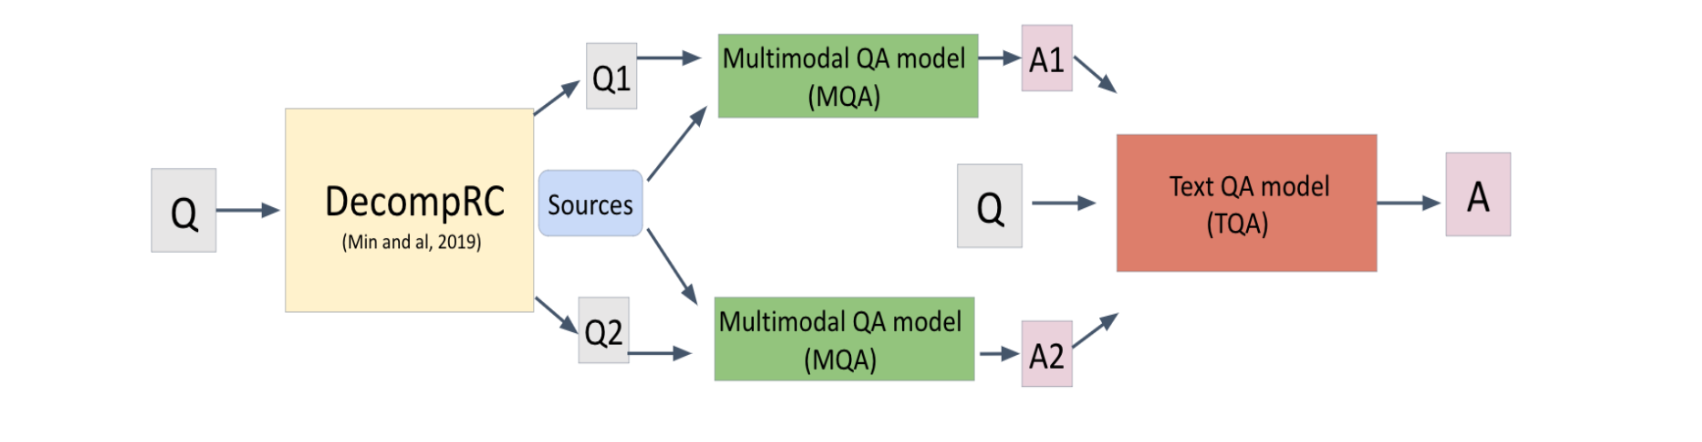 Q
DecompRC
(Min and al, 2019)
Q1
Sources
Q2
Multimodal QA model
(MQA)
Multimodal QA model
(MQA)
A1
Q
A2
Text QA model
(TQA)
A